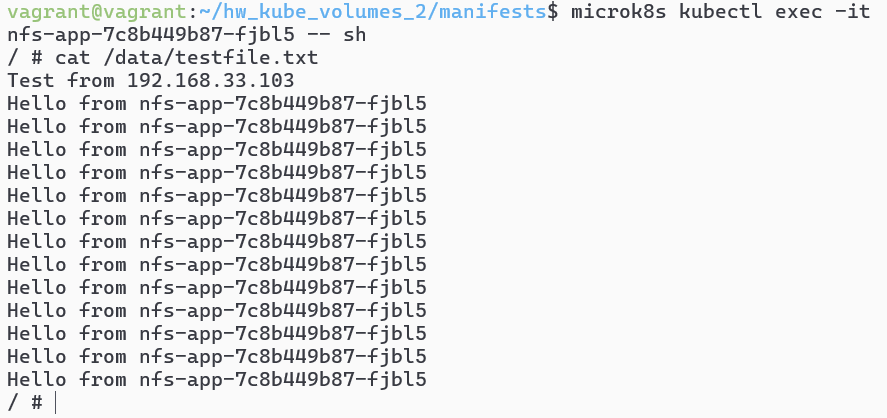 vagrant@vagrant:~/hw_kube_volumes_2/manifests$ microk8s kubectl exec -it
nfs-app-7c8b449b87-fjbl5 -- sh
/ # cat /data/testfile.txt
Test from 192.168.33.103
Hello from nfs-app-7c8b449b87-fjbl5
Hello from nfs-app-7c8b449b87-fjbl5
Hello from nfs-app-7c8b449b87-fjbl5
Hello from nfs-app-7c8b449b87-fjbl5
Hello from nfs-app-7c8b449b87-fjbl5
Hello from nfs-app-7c8b449b87-fjbl5
Hello from nfs-app-7c8b449b87-fjbl5
Hello from nfs-app-7c8b449b87-fjbl5
Hello from nfs-app-7c8b449b87-fjbl5
Hello from nfs-app-7c8b449b87-fjbl5
Hello from nfs-app-7c8b449b87-fjbl5
Hello from nfs-app-7c8b449b87-fjbl5
Hello from nfs-app-7c8b449b87-fjbl5
/ #